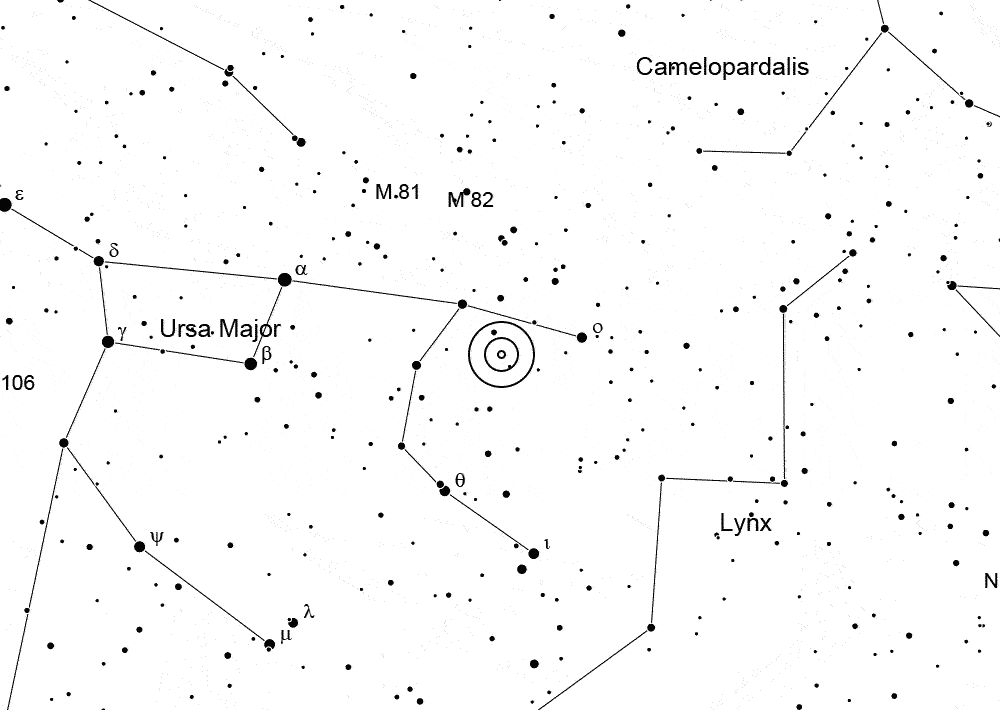 Camelopardalis
M.81
M 82
ε
δ
α
ο
Ursa Major
γ
β
106
θ
Lynx
ψ
ι
N
λ
μ